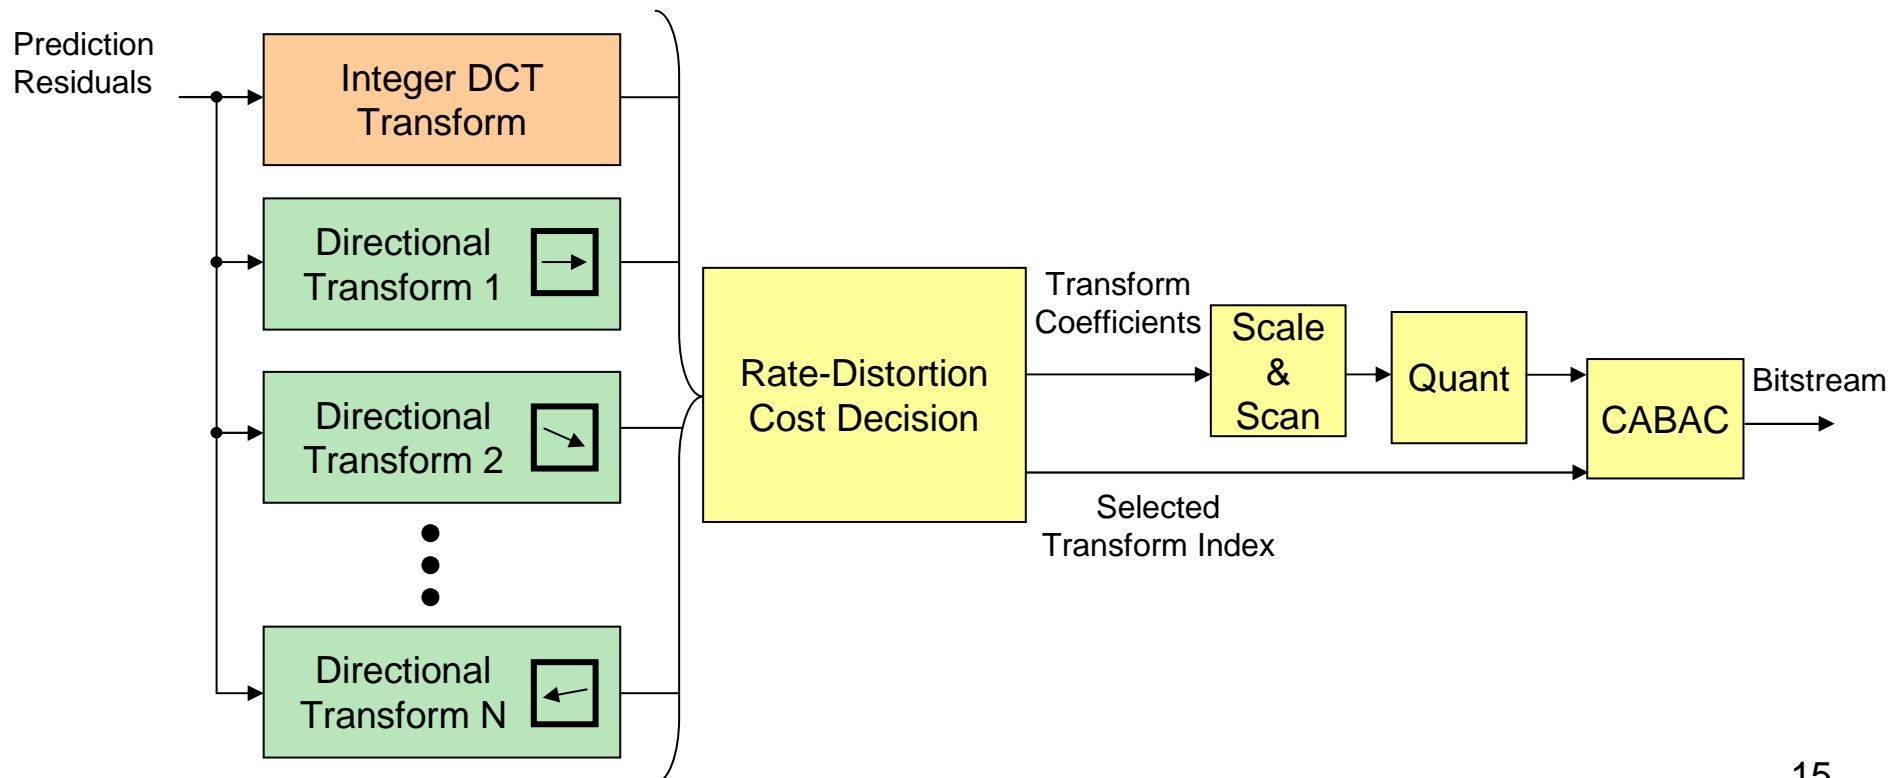 Prediction
Residuals
Integer DCT
Transform
Directional
Transform 1
Directional
Transform 2
Directional
Transform N
Rate-Distortion
Cost Decision
Transform
Coefficients
Selected
Transform Index
Scale
&
Scan
Quant
CABAC
Bitstream
15